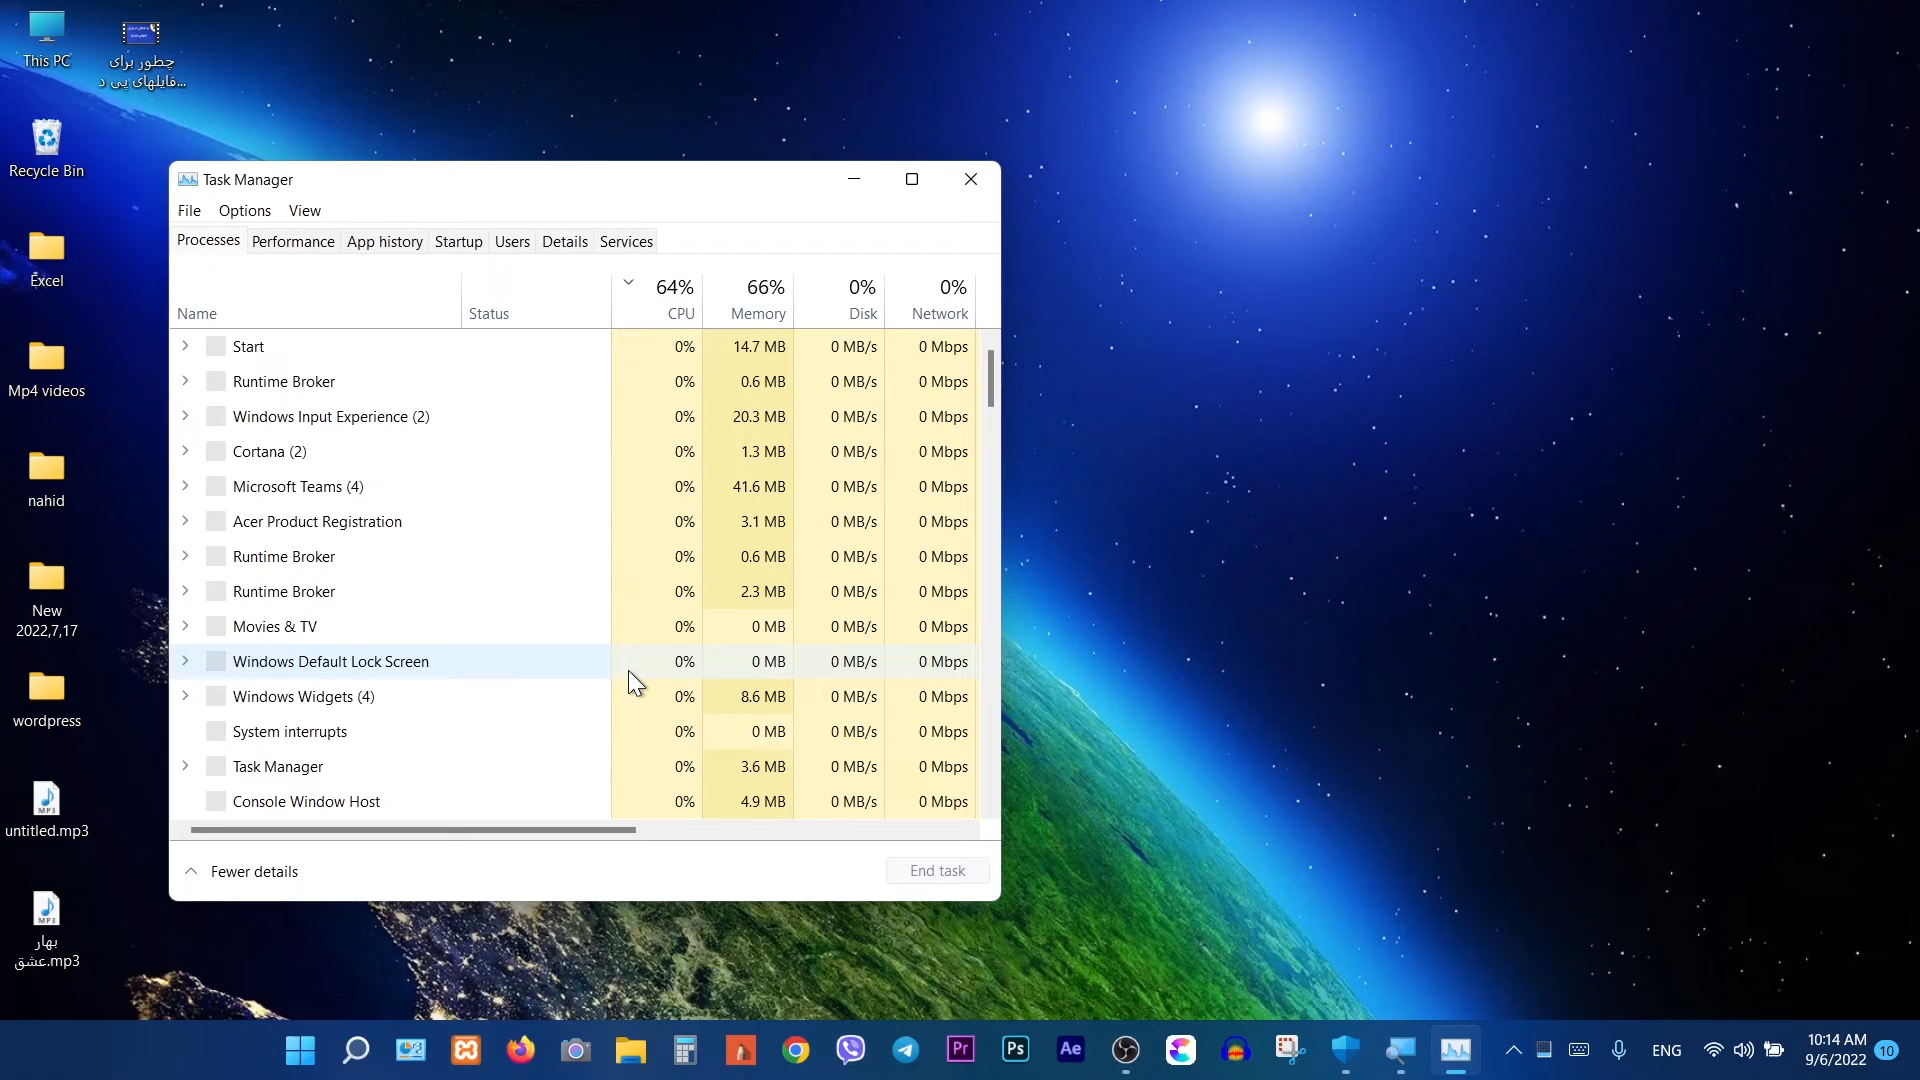 This PC
چطور برای
فایلهای پی د...
Recycle Bin
Excel
Mp4 videos
nahid
New
2022,7,17
wordpress
MP3
untitled.mp3
MP3
بهار
عشق.mp3
Task Manager
File Options View
Processes Performance App history Startup Users Details Services
64% 66% 0% 0%
Name Status CPU Memory Disk Network
Start 0% 14.7 MB 0 MB/s 0 Mbps
Runtime Broker 0% 0.6 MB 0 MB/s 0 Mbps
Windows Input Experience (2) 0% 20.3 MB 0 MB/s 0 Mbps
Cortana (2) 0% 1.3 MB 0 MB/s 0 Mbps
Microsoft Teams (4) 0% 41.6 MB 0 MB/s 0 Mbps
Acer Product Registration 0% 3.1 MB 0 MB/s 0 Mbps
Runtime Broker 0% 0.6 MB 0 MB/s 0 Mbps
Runtime Broker 0% 2.3 MB 0 MB/s 0 Mbps
Movies & TV 0% 0 MB 0 MB/s 0 Mbps
Windows Default Lock Screen 0% 0 MB 0 MB/s 0 Mbps
Windows Widgets (4) 0% 8.6 MB 0 MB/s 0 Mbps
System interrupts 0% 0 MB 0 MB/s 0 Mbps
Task Manager 0% 3.6 MB 0 MB/s 0 Mbps
Console Window Host 0% 4.9 MB 0 MB/s 0 Mbps
Fewer details End task
Pr Ps Ae ENG 10:14 AM
9/6/2022 10